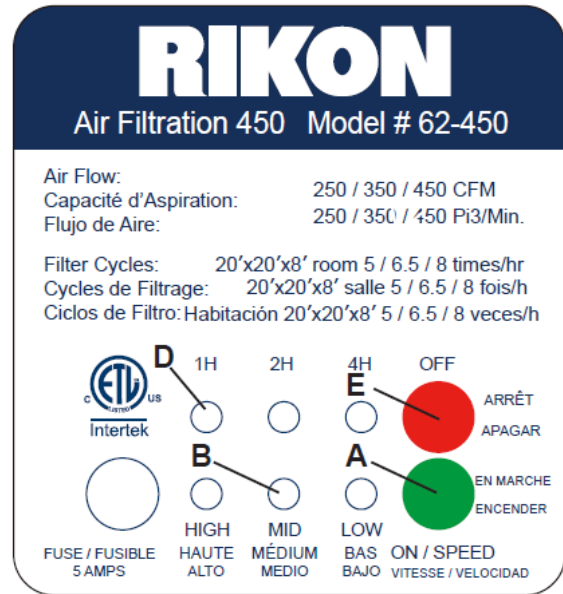 RIKON
Air Filtration 450 Model # 62-450
Air Flow:
Capacité d'Aspiration:
Flujo de Aire:
250 / 350 / 450 CFM
250 / 350 / 450 Pi3/Min.
Filter Cycles: 20'x20'x8' room 5 / 6.5 / 8 times/hr
Cycles de Filtrage: 20'x20'x8' salle 5 / 6.5 / 8 fois/h
Ciclos de Filtro: Habitación 20'x20'x8' 5 / 6.5 / 8 veces/h
D 1H 2H 4H OFF
E
C ETL US
LISTED
Intertek
ARRÊT
APAGAR
B A
EN MARCHE
ENCENDER
HIGH MID LOW
FUSE / FUSIBLE HAUTE MÉDIUM BAS ON / SPEED
5 AMPS ALTO MEDIO BAJO VITESSE / VELOCIDAD